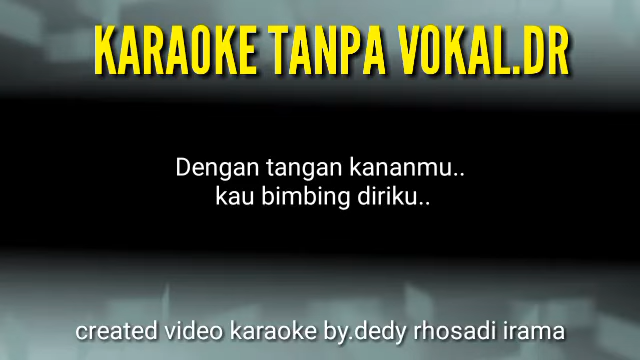 KARAOKE TANPA VOKAL.DR
Dengan tangan kananmu..
kau bimbing diriku..
created video karaoke by.dedy rhosadi irama